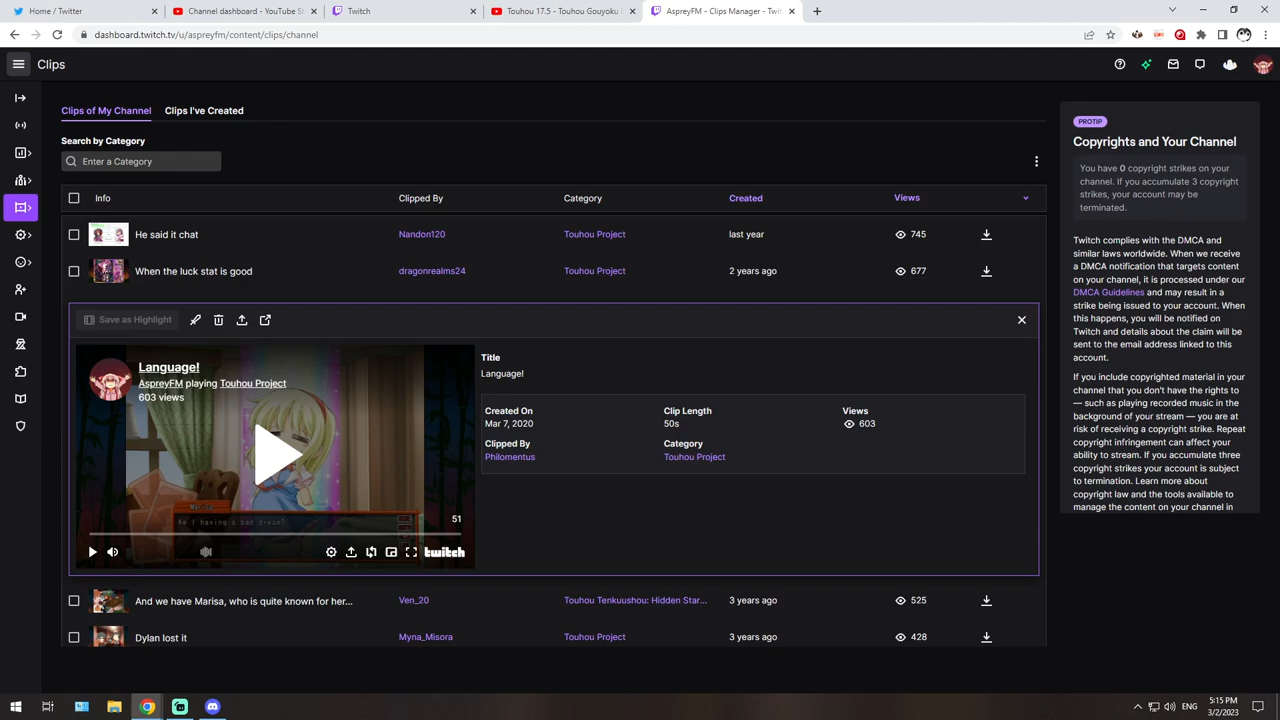 Home / Twitter
Channel dashboard - YouTube St
Twitch
Touhou 17.5 - Touhou Gouyoku I
AspreyFM - Clips Manager - Twit
dashboard.twitch.tv/u/aspreyfm/content/clips/channel
Clips
Clips of My Channel
Clips I've Created
Search by Category
Enter a Category
Info
Clipped By
Category
Created
Views
He said it chat
Nandon120
Touhou Project
last year
745
When the luck stat is good
dragonrealms24
Touhou Project
2 years ago
677
Save as Highlight
Language!
AspreyFM playing Touhou Project
603 views
Am I having a bad dream?
51
twitch
Title
Language!
Created On
Mar 7, 2020
Clip Length
50s
Views
603
Clipped By
Philomentus
Category
Touhou Project
And we have Marisa, who is quite known for her...
Ven_20
Touhou Tenkuushou: Hidden Star...
3 years ago
525
Dylan lost it
Myna_Misora
Touhou Project
3 years ago
428
PROTIP
Copyrights and Your Channel
You have 0 copyright strikes on your
channel. If you accumulate 3 copyright
strikes, your account may be
terminated.
Twitch complies with the DMCA and
similar laws worldwide. When we receive
a DMCA notification that targets content
on your channel, it is processed under our
DMCA Guidelines and may result in a
strike being issued to your account. When
this happens, you will be notified on
Twitch and details about the claim will be
sent to the email address linked to this
account.
If you include copyrighted material in your
channel that you don't have the rights to
— such as playing recorded music in the
background of your stream — you are at
risk of receiving a copyright strike. Repeat
copyright infringement can affect your
ability to stream. If you accumulate three
copyright strikes your account is subject
to termination. Learn more about
copyright law and the tools available to
manage the content on your channel in
ENG
5:15 PM
3/2/2023